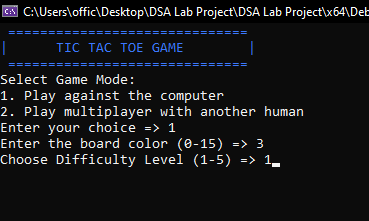 C:\Users\offic\Desktop\DSA Lab Project\DSA Lab Project\x64\Deb
==============================
|      TIC TAC TOE GAME        |
==============================
Select Game Mode:
1. Play against the computer
2. Play multiplayer with another human
Enter your choice => 1
Enter the board color (0-15) => 3
Choose Difficulty Level (1-5) => 1